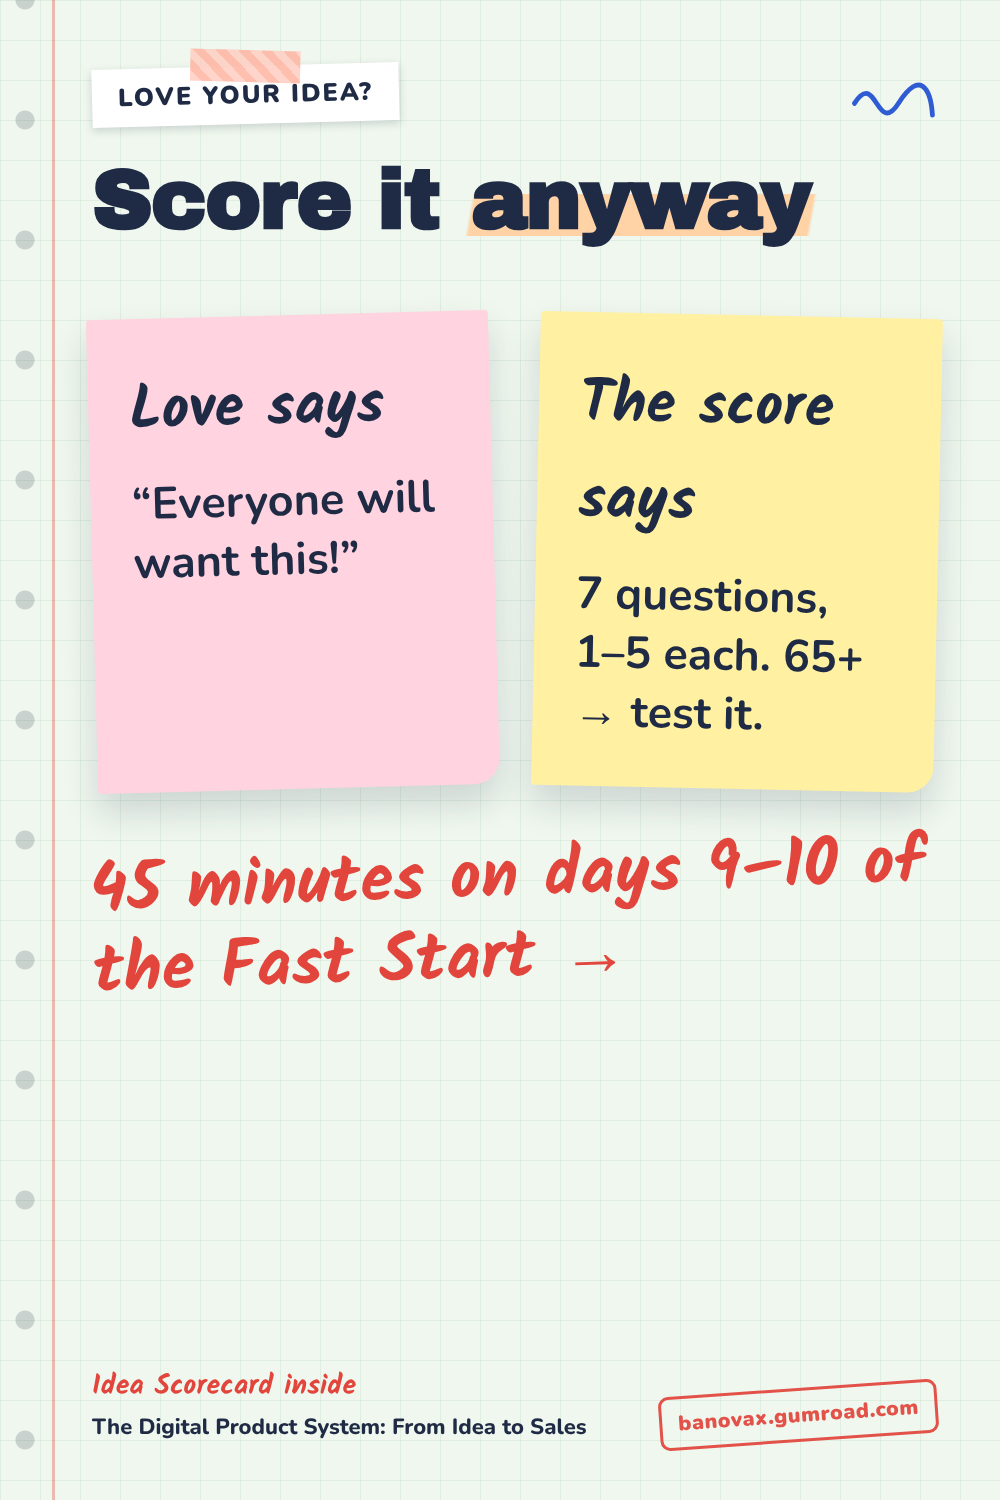 LOVE YOUR IDEA?
Score it anyway
Love says
“Everyone will
want this!”
The score
says
7 questions,
1–5 each. 65+
→ test it.
45 minutes on days 9–10 of
the Fast Start →
Idea Scorecard inside
The Digital Product System: From Idea to Sales
banovax.gumroad.com